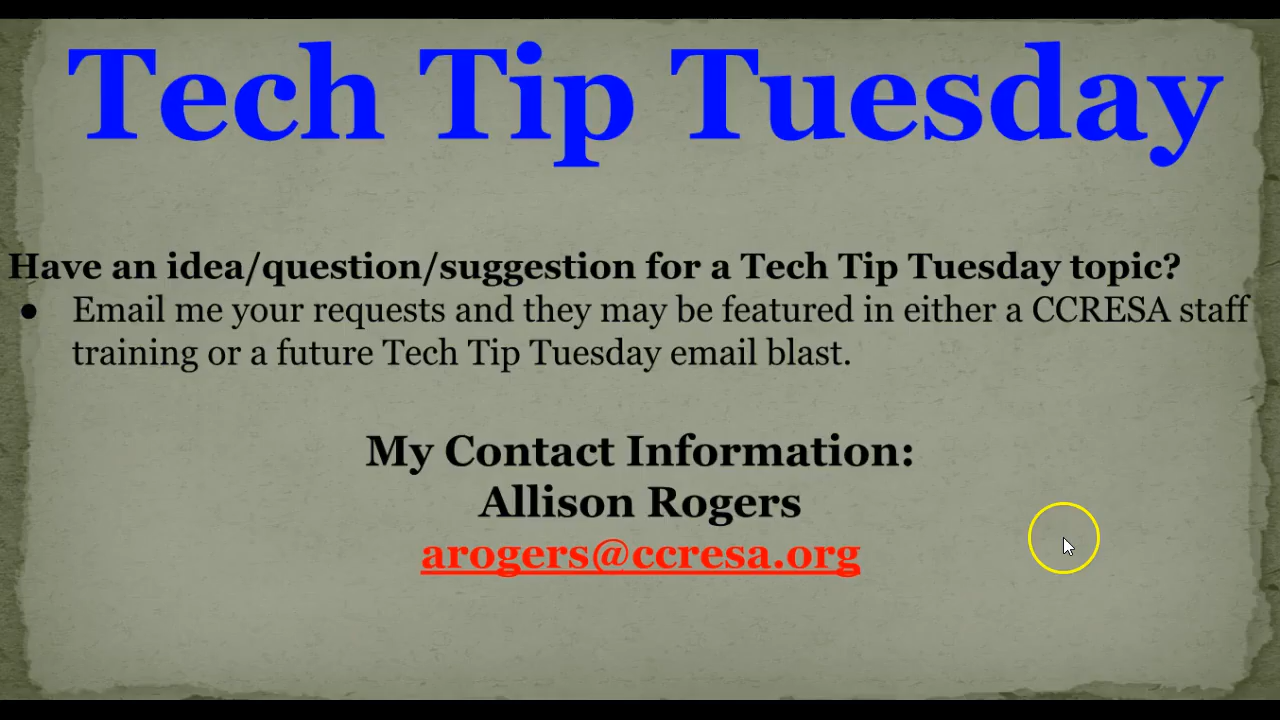 Tech Tip Tuesday
Have an idea/question/suggestion for a Tech Tip Tuesday topic?
● Email me your requests and they may be featured in either a CCRESA staff
training or a future Tech Tip Tuesday email blast.
My Contact Information:
Allison Rogers
arogers@ccresa.org